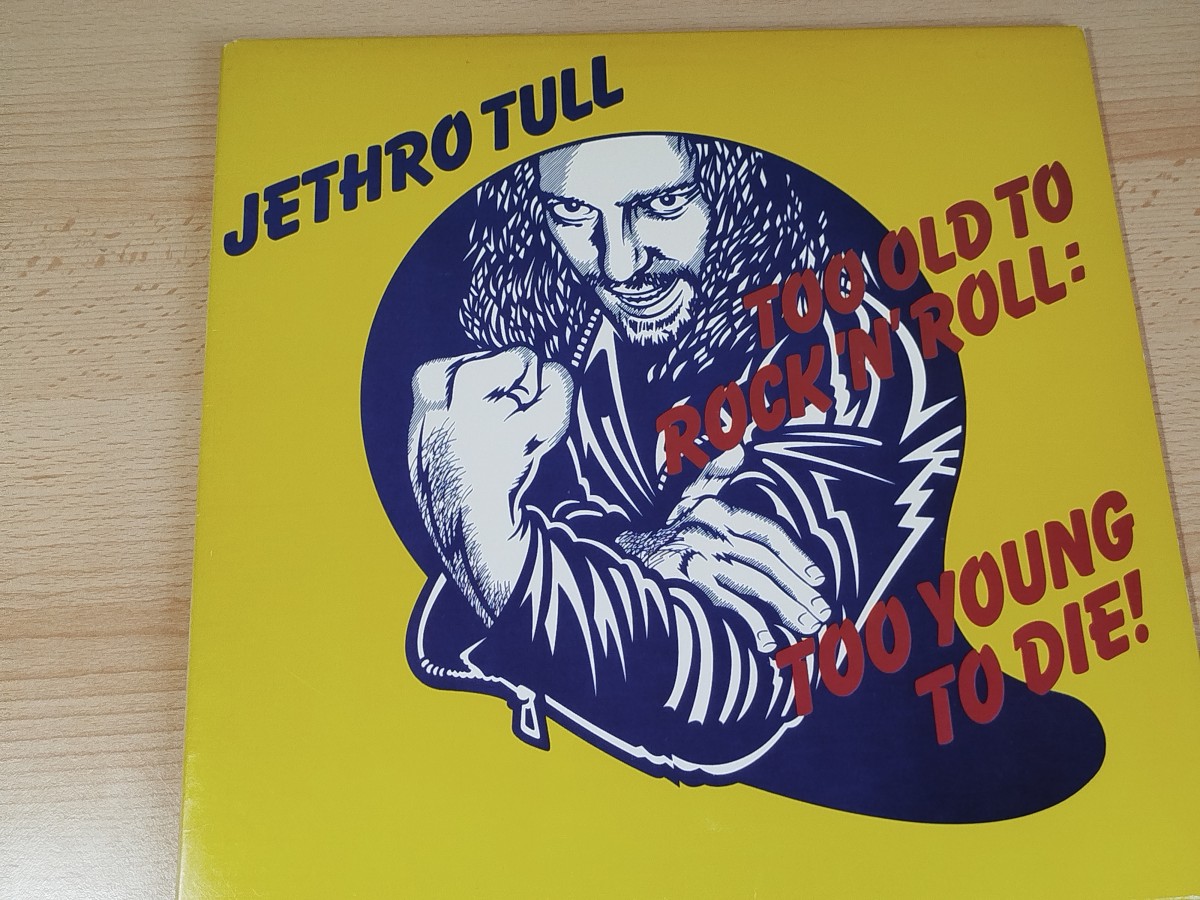 JETHRO TULL
TOO OLD TO
ROCK 'N' ROLL:
TOO YOUNG
TO DIE!